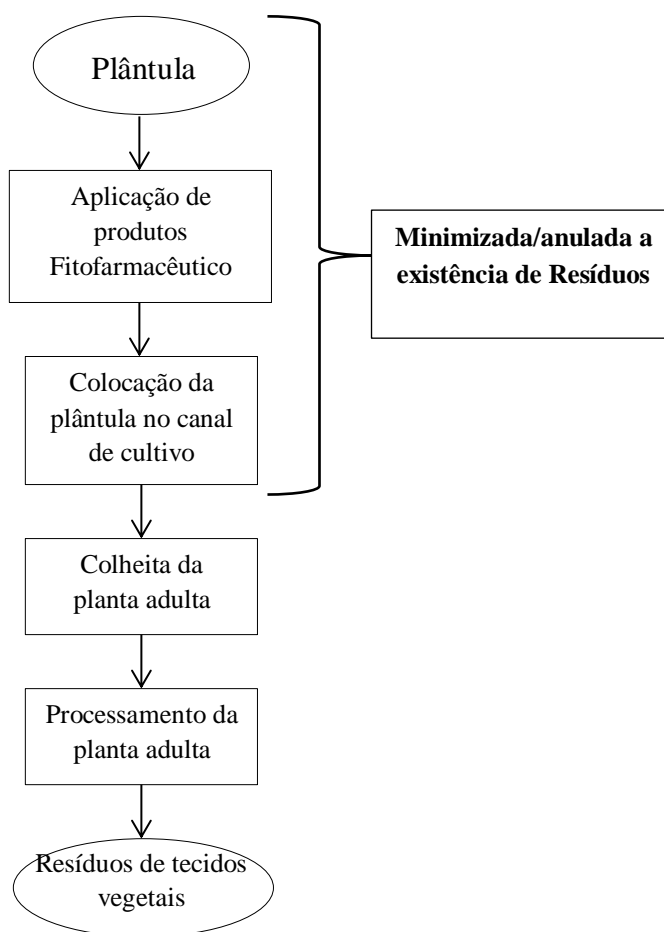 Plântula
Aplicação de
produtos
Fitofarmacêutico
Minimizada/anulada a
existência de Resíduos
Colocação da
plântula no canal
de cultivo
Colheita da
planta adulta
Processamento da
planta adulta
Resíduos de tecidos
vegetais